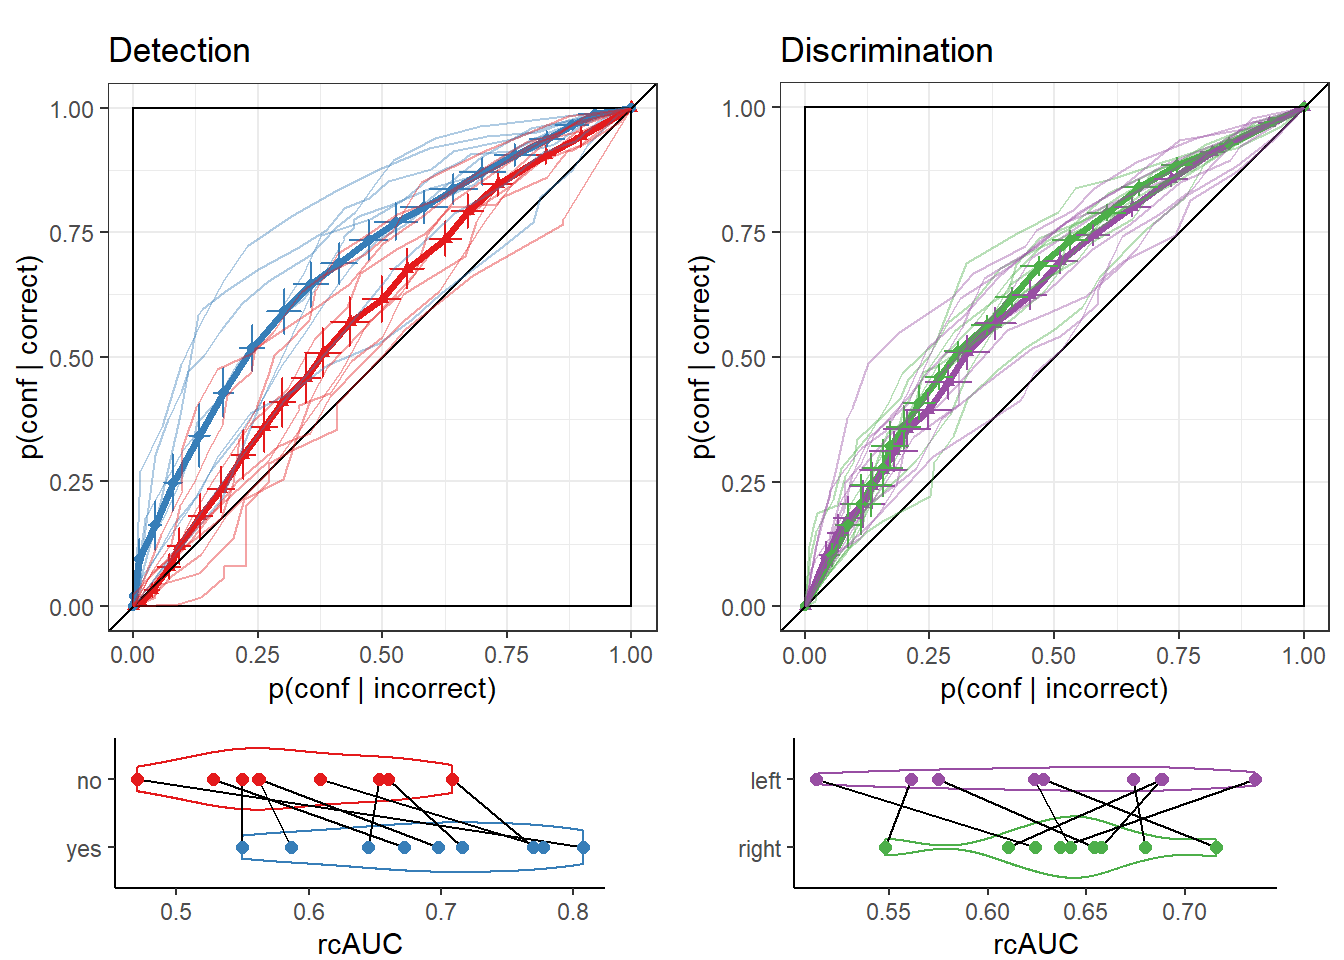 Detection
Discrimination
1.00
0.75
0.50
0.25
0.00
p(conf | correct)
0.00 0.25 0.50 0.75 1.00
p(conf | incorrect)
1.00
0.75
0.50
0.25
0.00
p(conf | correct)
0.00 0.25 0.50 0.75 1.00
p(conf | incorrect)
no
yes
0.5 0.6 0.7 0.8
rcAUC
left
right
0.55 0.60 0.65 0.70
rcAUC